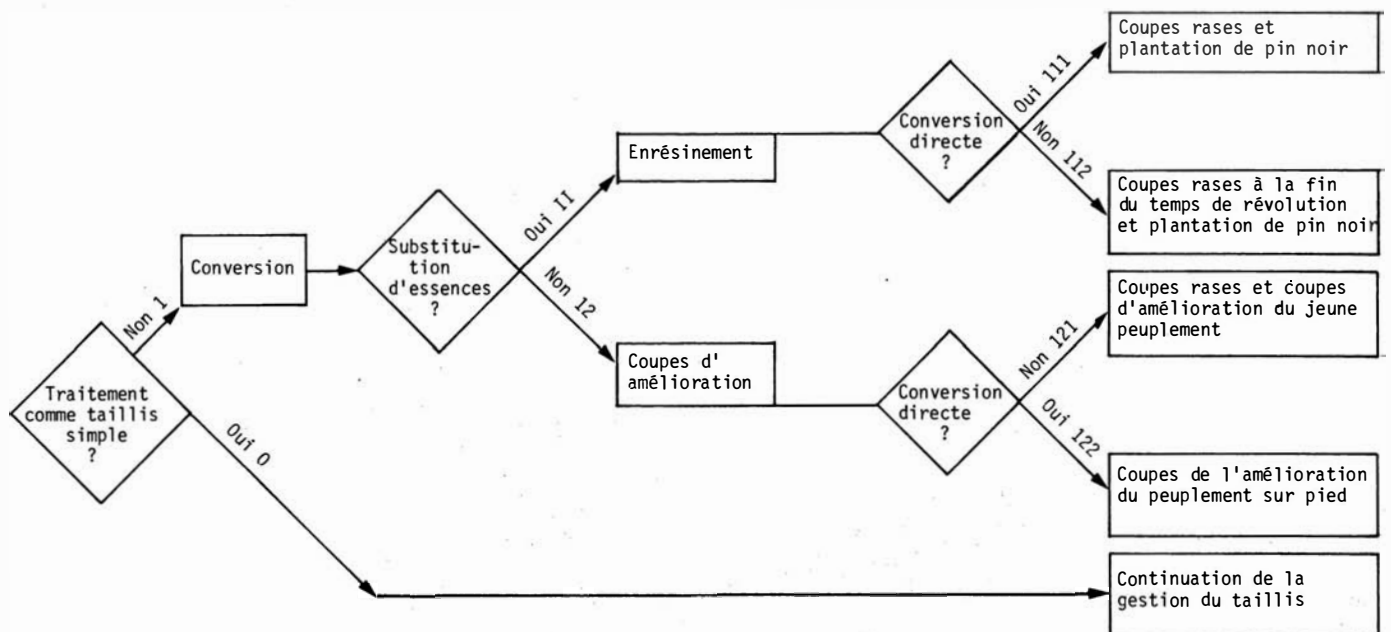 Traitement
comme taillis
simple
?
Non 1
Oui 0
Conversion
Substitu-
tion
d'essences
?
Oui II
Non 12
Enrésinement
Coupes d'
amélioration
Conversion
directe
?
Oui 111
Non 112
Conversion
directe
?
Non 121
Oui 122
Coupes rases et
plantation de pin noir
Coupes rases à la fin
du temps de révolution
et plantation de pin noir
Coupes rases et coupes
d'amélioration du jeune
peuplement
Coupes de l'amélioration
du peuplement sur pied
Continuation de la
gestion du taillis